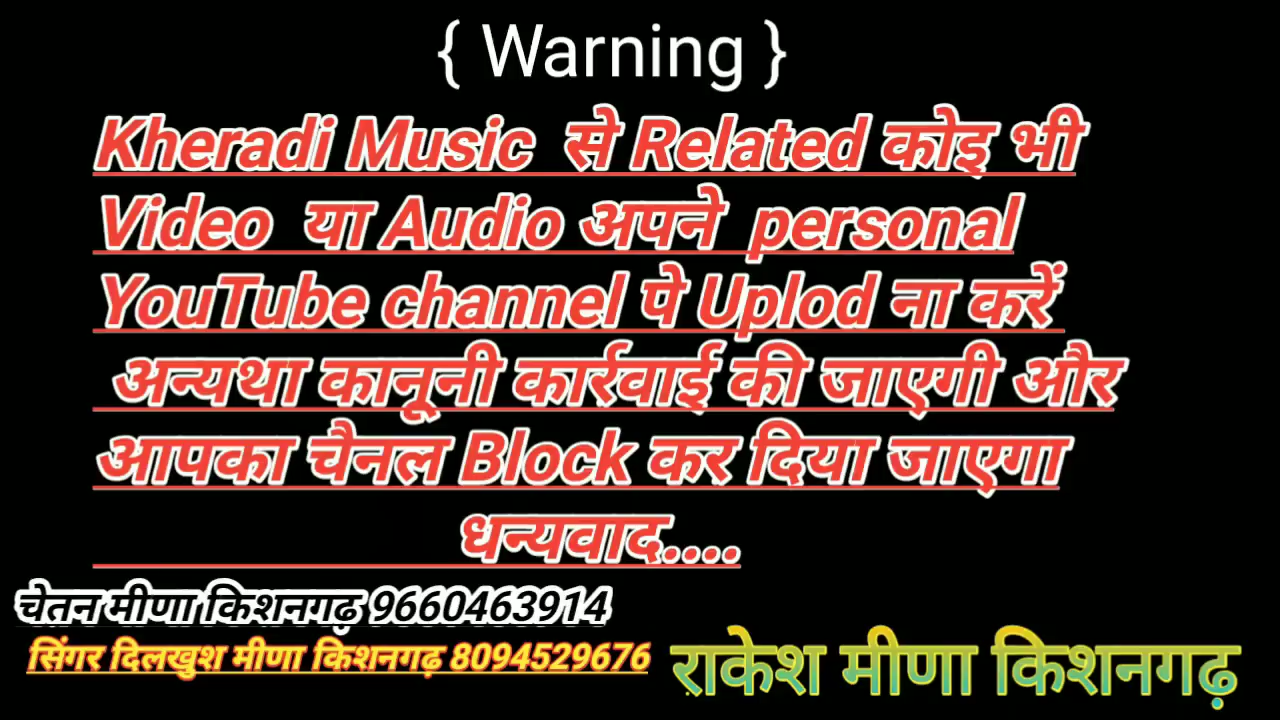 { Warning }
Kheradi Music से Related कोइ भी
Video या Audio अपने personal
YouTube channel पे Uplod ना करें
अन्यथा कानूनी कार्रवाई की जाएगी और
आपका चैनल Block कर दिया जाएगा
धन्यवाद....
चेतन मीणा किशनगढ़ 9660463914
सिंगर दिलखुश मीणा किशनगढ़ 8094529676
राकेश मीणा किशनगढ़